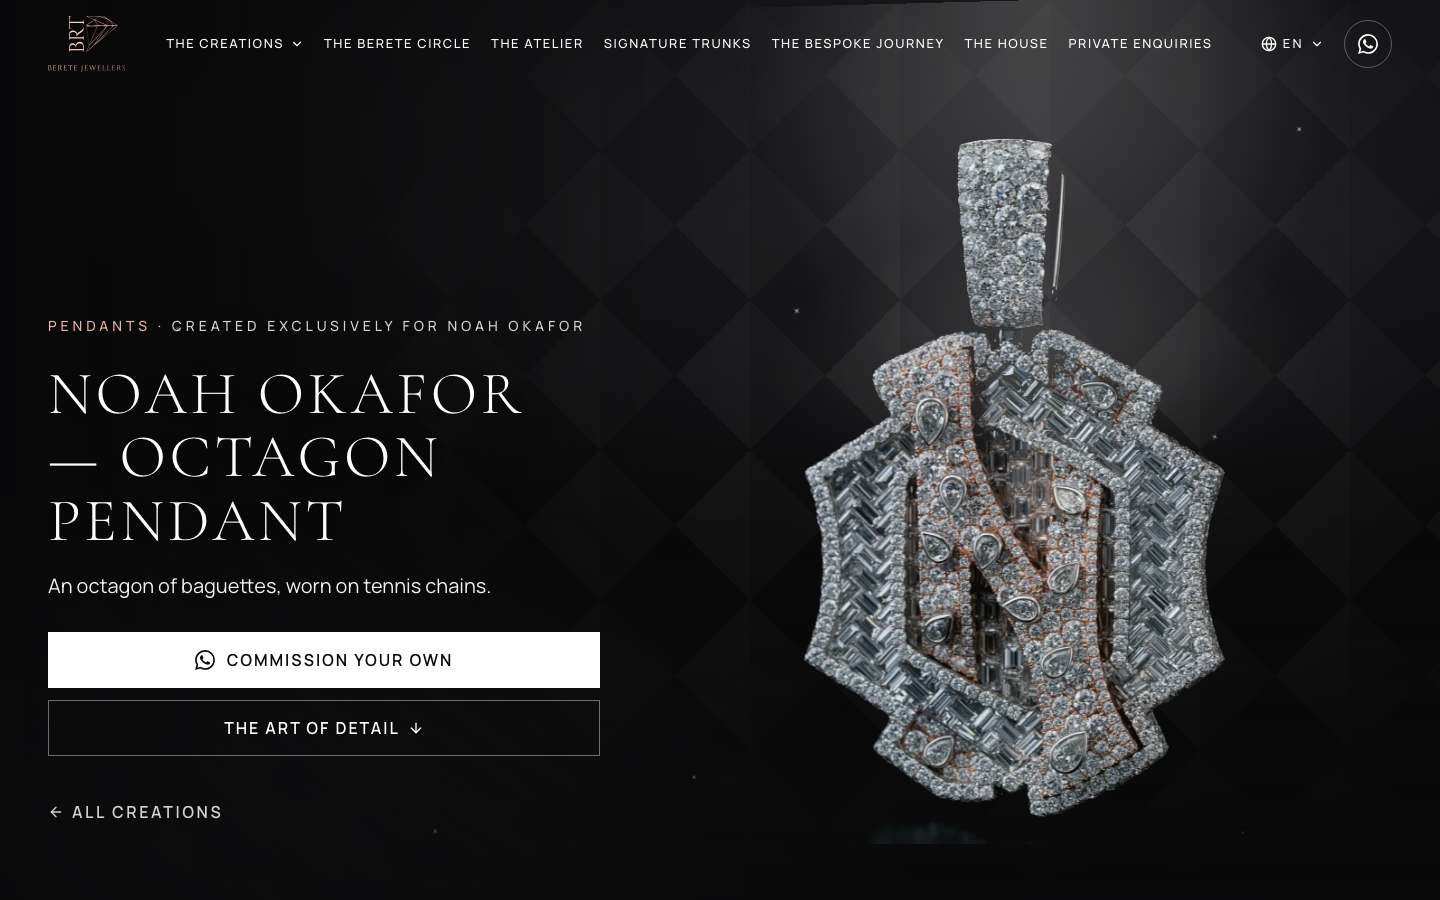 BRT
BERETE JEWELLERS
THE CREATIONS
THE BERETE CIRCLE
THE ATELIER
SIGNATURE TRUNKS
THE BESPOKE JOURNEY
THE HOUSE
PRIVATE ENQUIRIES
EN
PENDANTS · CREATED EXCLUSIVELY FOR NOAH OKAFOR
NOAH OKAFOR
— OCTAGON
PENDANT
An octagon of baguettes, worn on tennis chains.
COMMISSION YOUR OWN
THE ART OF DETAIL ↓
← ALL CREATIONS